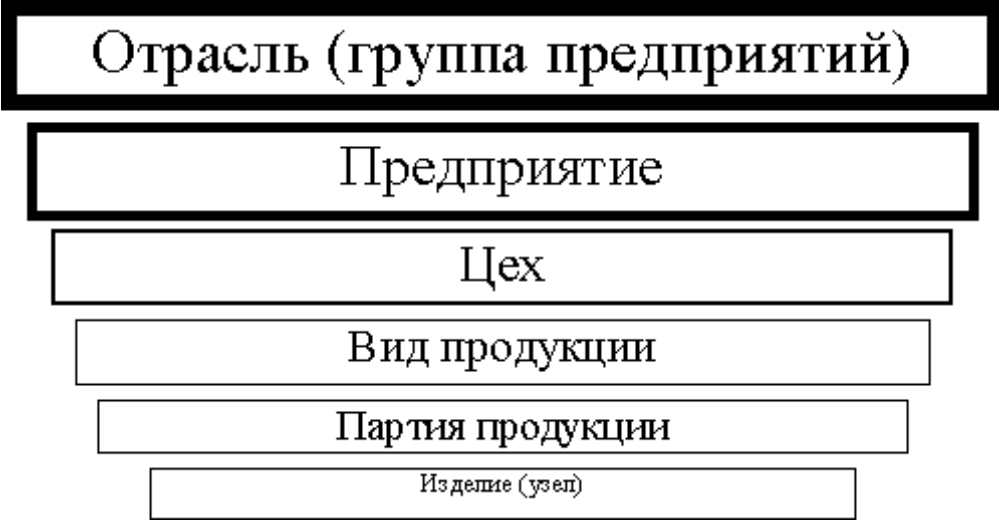 Отрасль (группа предприятий)
Предприятие
Цех
Вид продукции
Партия продукции
Изделие (узел)